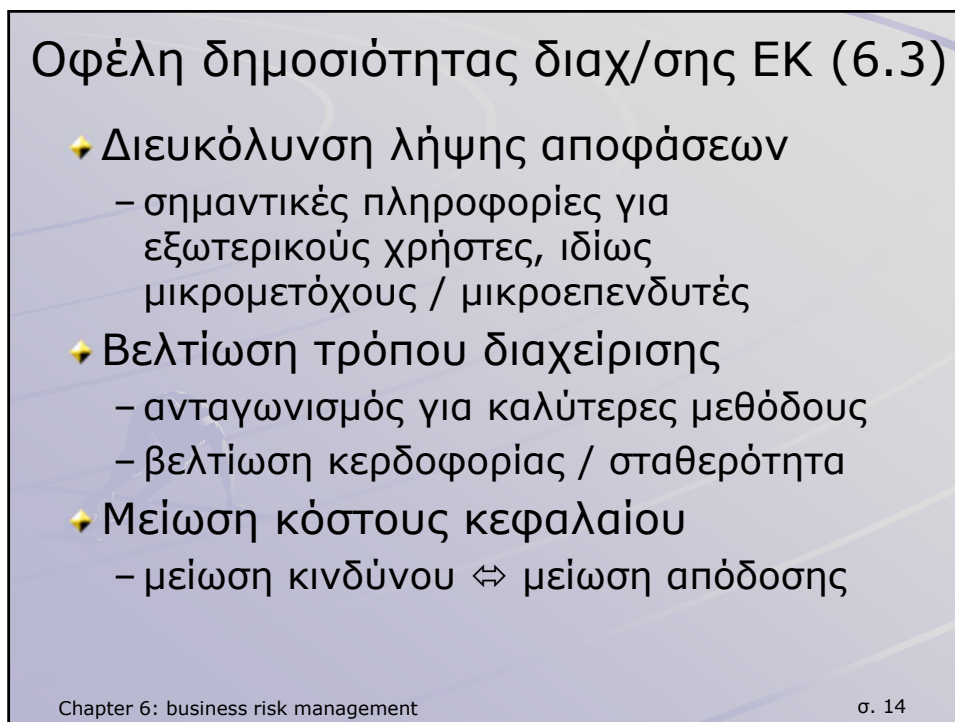 Οφέλη δημοσιότητας διαχ/σης ΕΚ (6.3)
Διευκόλυνση λήψης αποφάσεων
– σημαντικές πληροφορίες για
εξωτερικούς χρήστες, ιδίως
μικρομετόχους / μικροεπενδυτές
Βελτίωση τρόπου διαχείρισης
– ανταγωνισμός για καλύτερες μεθόδους
– βελτίωση κερδοφορίας / σταθερότητα
Μείωση κόστους κεφαλαίου
– μείωση κινδύνου ⇔ μείωση απόδοσης
Chapter 6: business risk management σ. 14